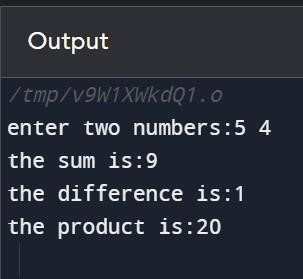 Output
/tmp/v9W1XWkdQ1.o
enter two numbers:5 4
the sum is:9
the difference is:1
the product is:20